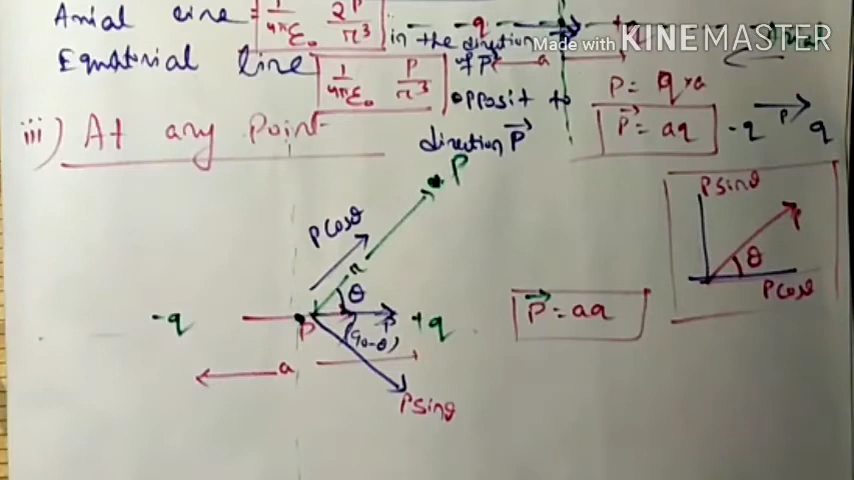 Axial line = 1/4πε₀ 2P/r³ in the direction of P
-q +q
Made with KINEMASTER
a
Equatorial line 1/4πε₀ P/r³ opposit to direction P⃗
P = q×a
P⃗ = aq -q P q
iii) At any Point
P
Psinθ
P
θ
Pcosθ
Pcosθ
r
θ
-q P P⃗ +q
(90-θ)
P⃗ = aq
a
Psinθ